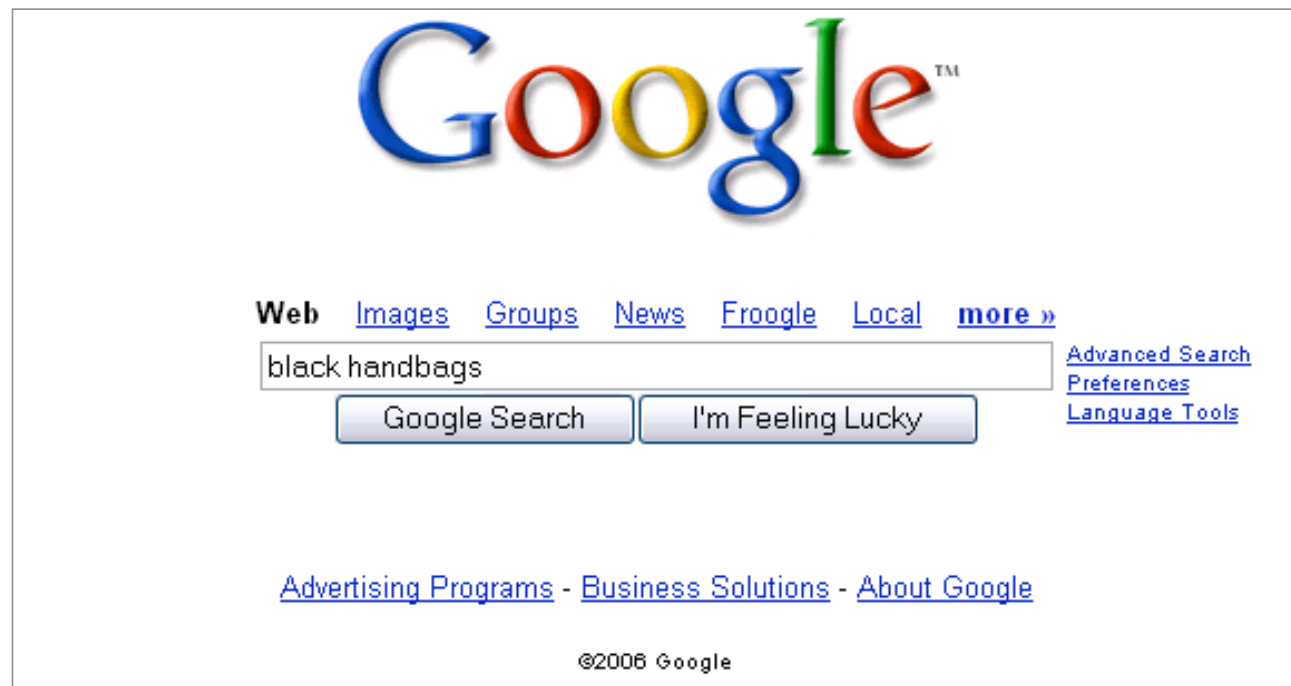 Google™
Web Images Groups News Froogle Local more »
black handbags
Advanced Search
Preferences
Language Tools
Google Search I'm Feeling Lucky
Advertising Programs - Business Solutions - About Google
©2006 Google